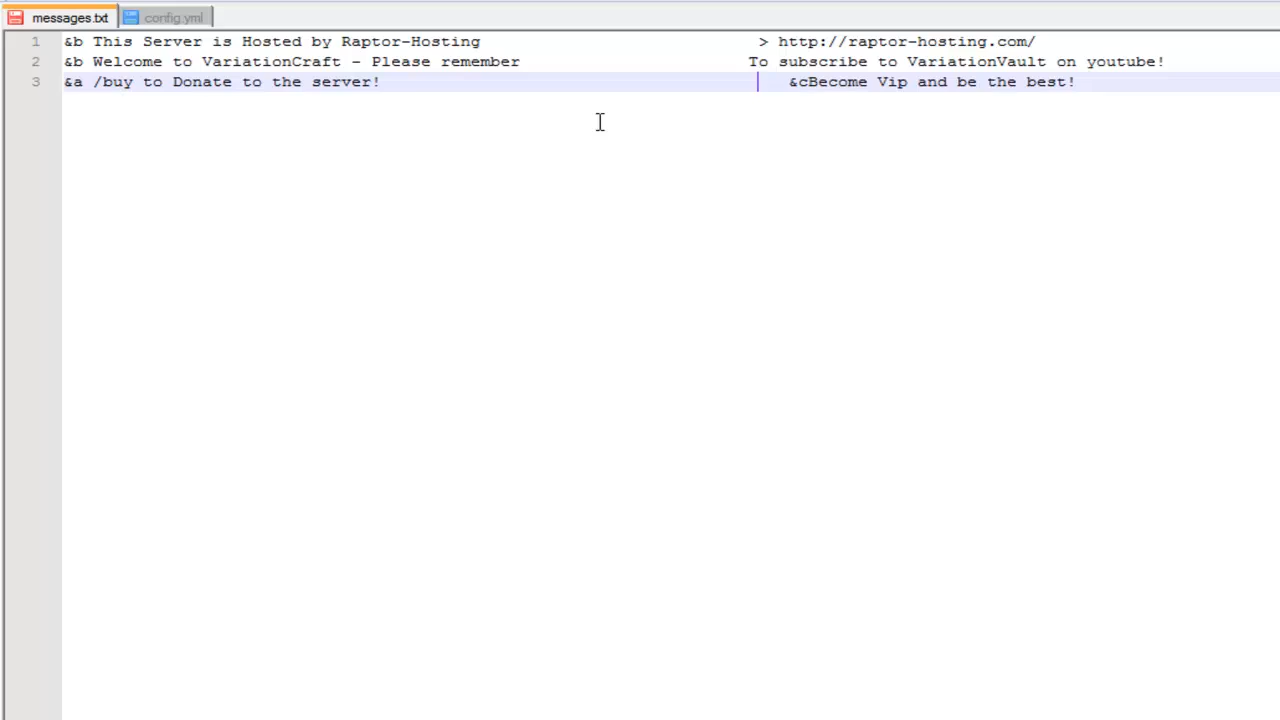 messages.txt config.yml
1 &b This Server is Hosted by Raptor-Hosting > http://raptor-hosting.com/
2 &b Welcome to VariationCraft - Please remember To subscribe to VariationVault on youtube!
3 &a /buy to Donate to the server! &cBecome Vip and be the best!